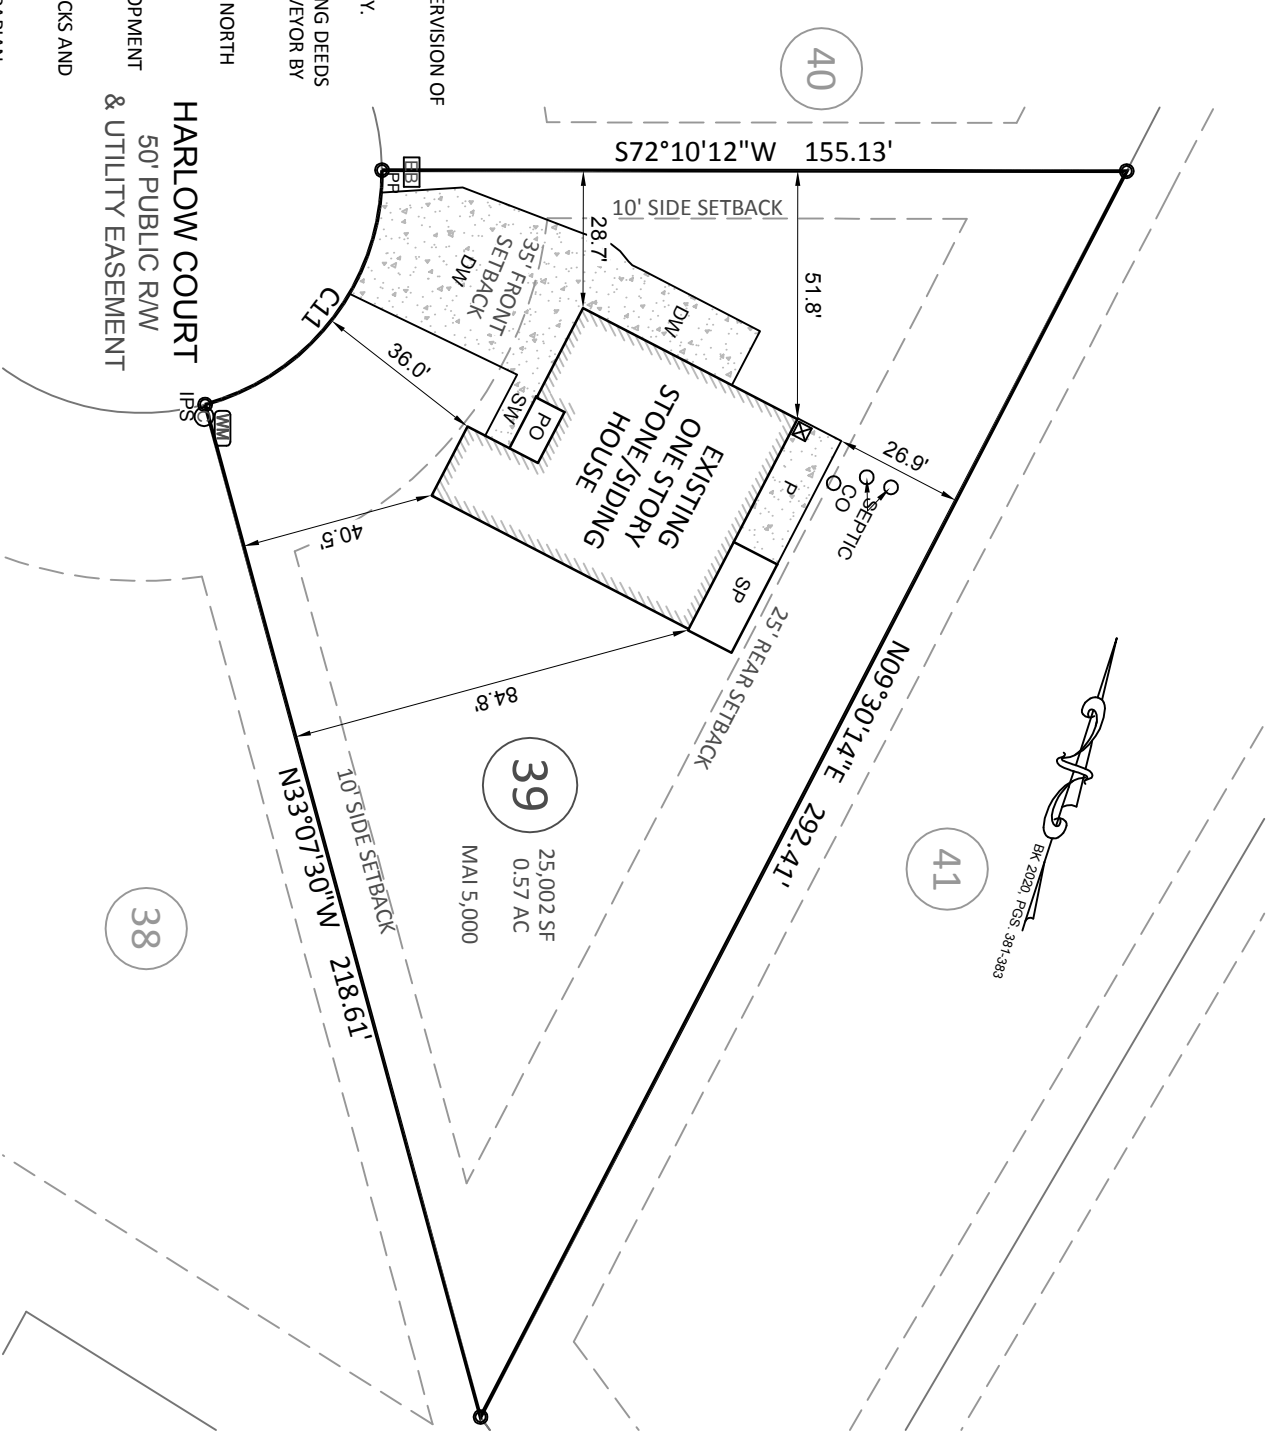 ERVISION OF
Y.
NG DEEDS
VEYOR BY
NORTH
OPMENT
CKS AND
HARLOW COURT
50' PUBLIC R/W
& UTILITY EASEMENT
40
S72°10'12"W 155.13'
10' SIDE SETBACK
EB
PP
28.7'
51.8'
35' FRONT
SETBACK
DW
DW
C11
36.0'
SW
PO
IPS
C
WM
EXISTING
ONE STORY
STONE/SIDING
HOUSE
P
SP
26.9'
SEPTIC
CO
40.5'
84.8'
25' REAR SETBACK
N09°30'14"E 292.41'
10' SIDE SETBACK
N33°07'30"W 218.61'
39
25,002 SF
0.57 AC
MAI 5,000
41
38
BK 2020, PGS. 381-383